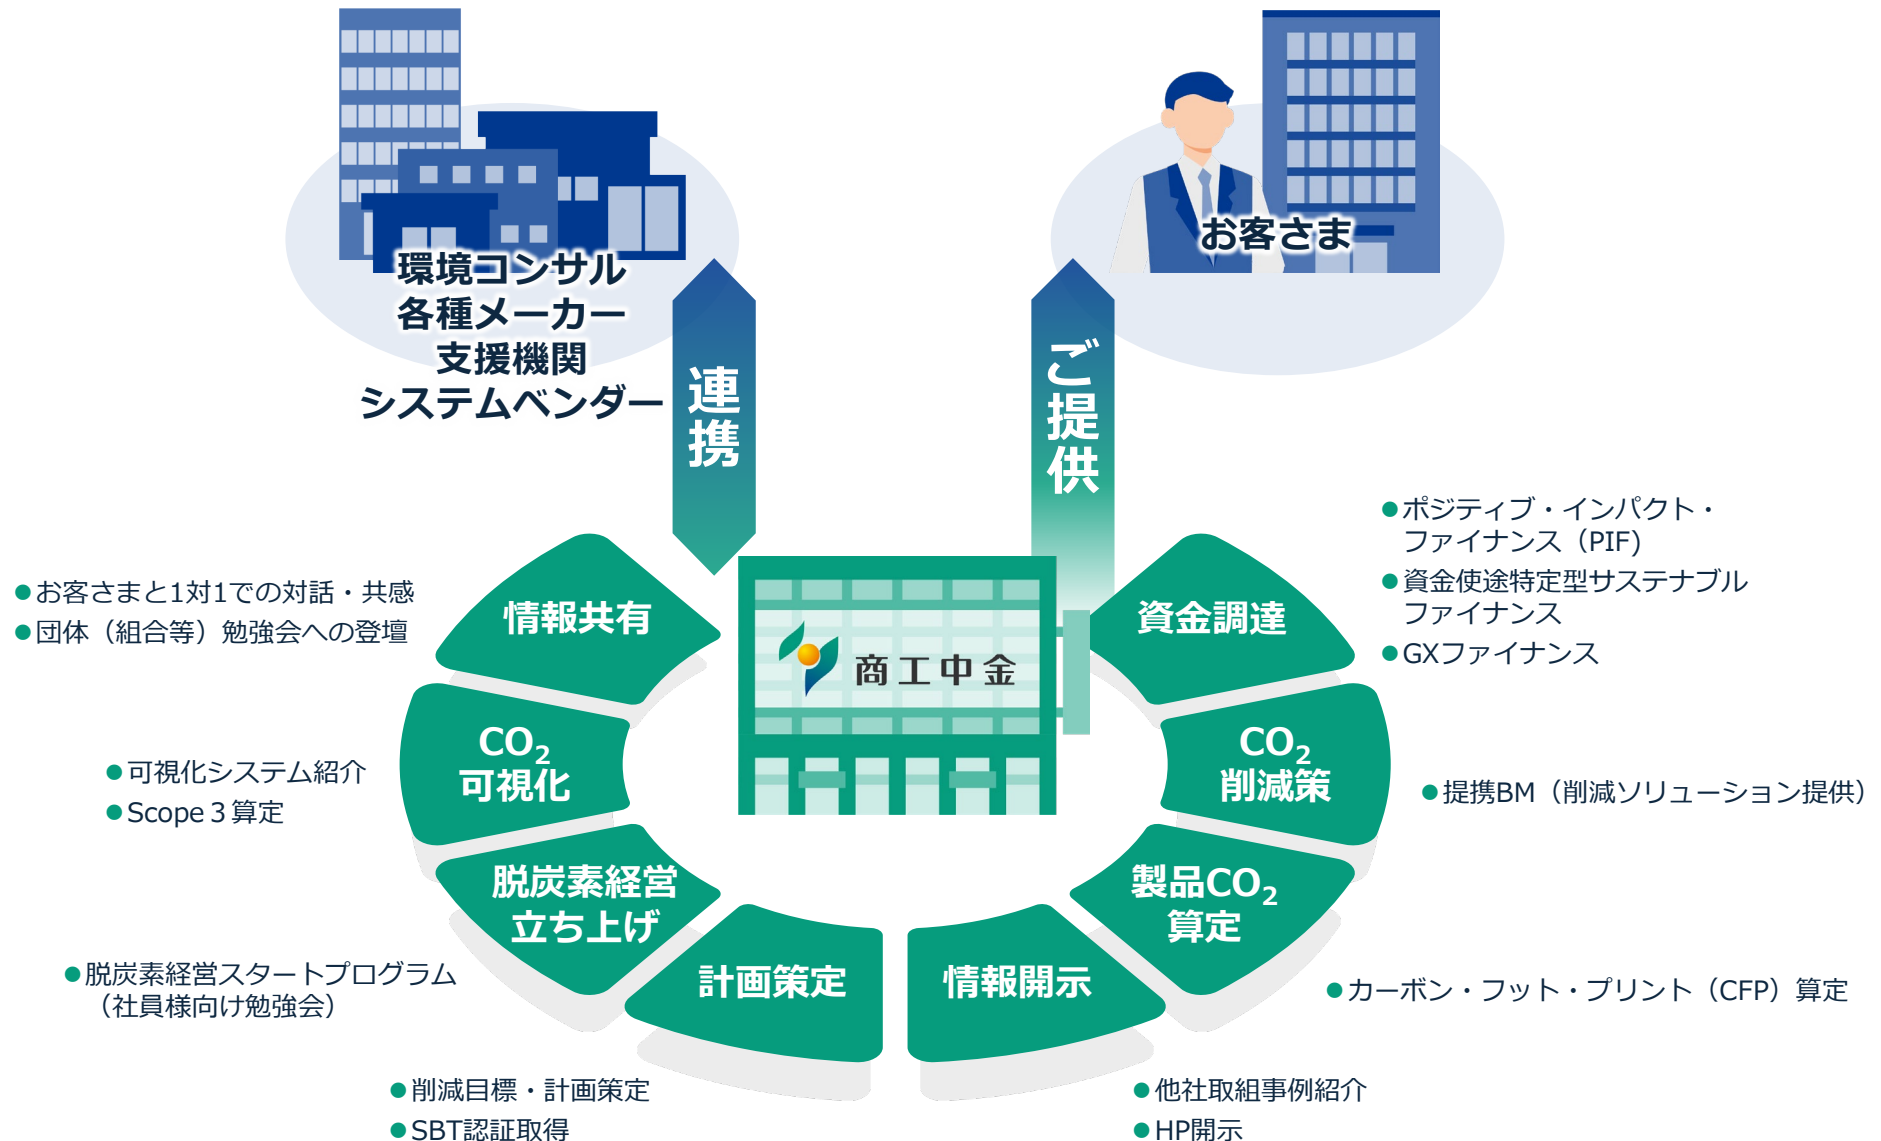 環境コンサル
各種メーカー
支援機関
システムベンダー
お客さま
連携
ご提供
商工中金
情報共有
●お客さまと1対1での対話・共感
●団体（組合等）勉強会への登壇
CO₂
可視化
●可視化システム紹介
●Scope３算定
脱炭素経営
立ち上げ
●脱炭素経営スタートプログラム
（社員様向け勉強会）
計画策定
●削減目標・計画策定
●SBT認証取得
情報開示
●他社取組事例紹介
●HP開示
製品CO₂
算定
●カーボン・フット・プリント（CFP）算定
CO₂
削減策
●提携BM（削減ソリューション提供）
資金調達
●ポジティブ・インパクト・
ファイナンス（PIF)
●資金使途特定型サステナブル
ファイナンス
●GXファイナンス